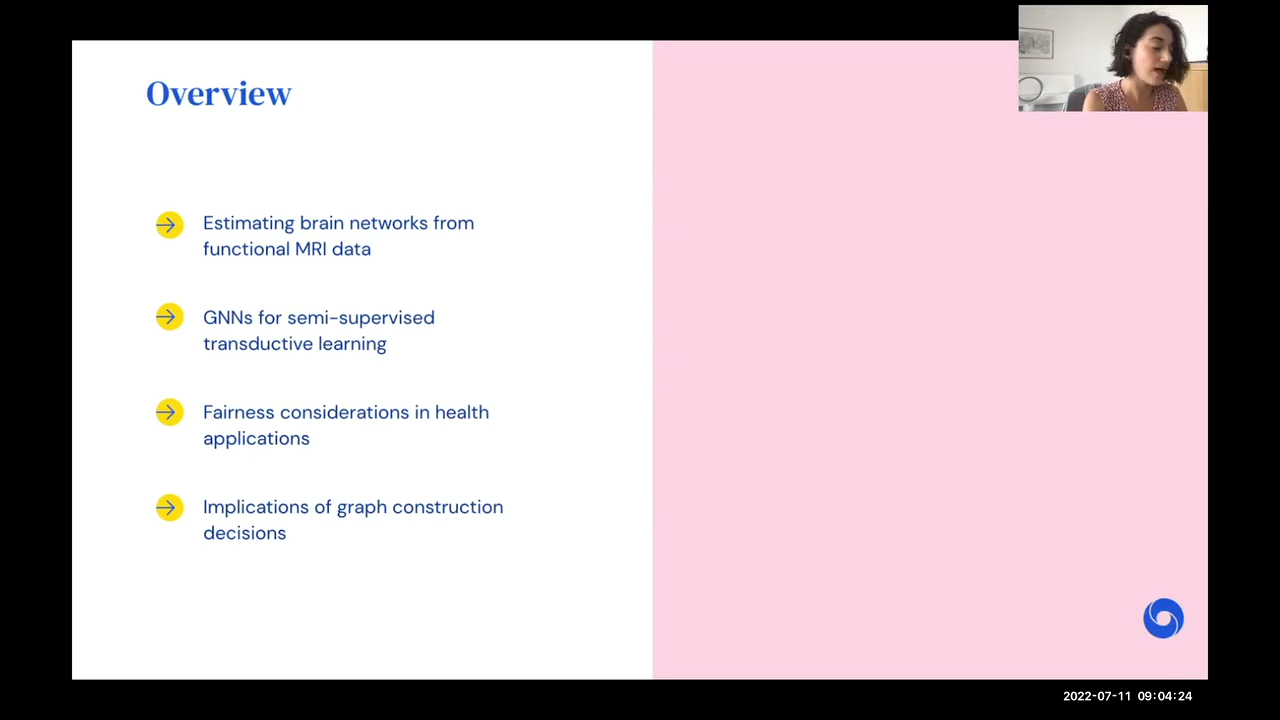 Overview
Estimating brain networks from
functional MRI data
GNNs for semi-supervised
transductive learning
Fairness considerations in health
applications
Implications of graph construction
decisions
2022-07-11 09:04:24